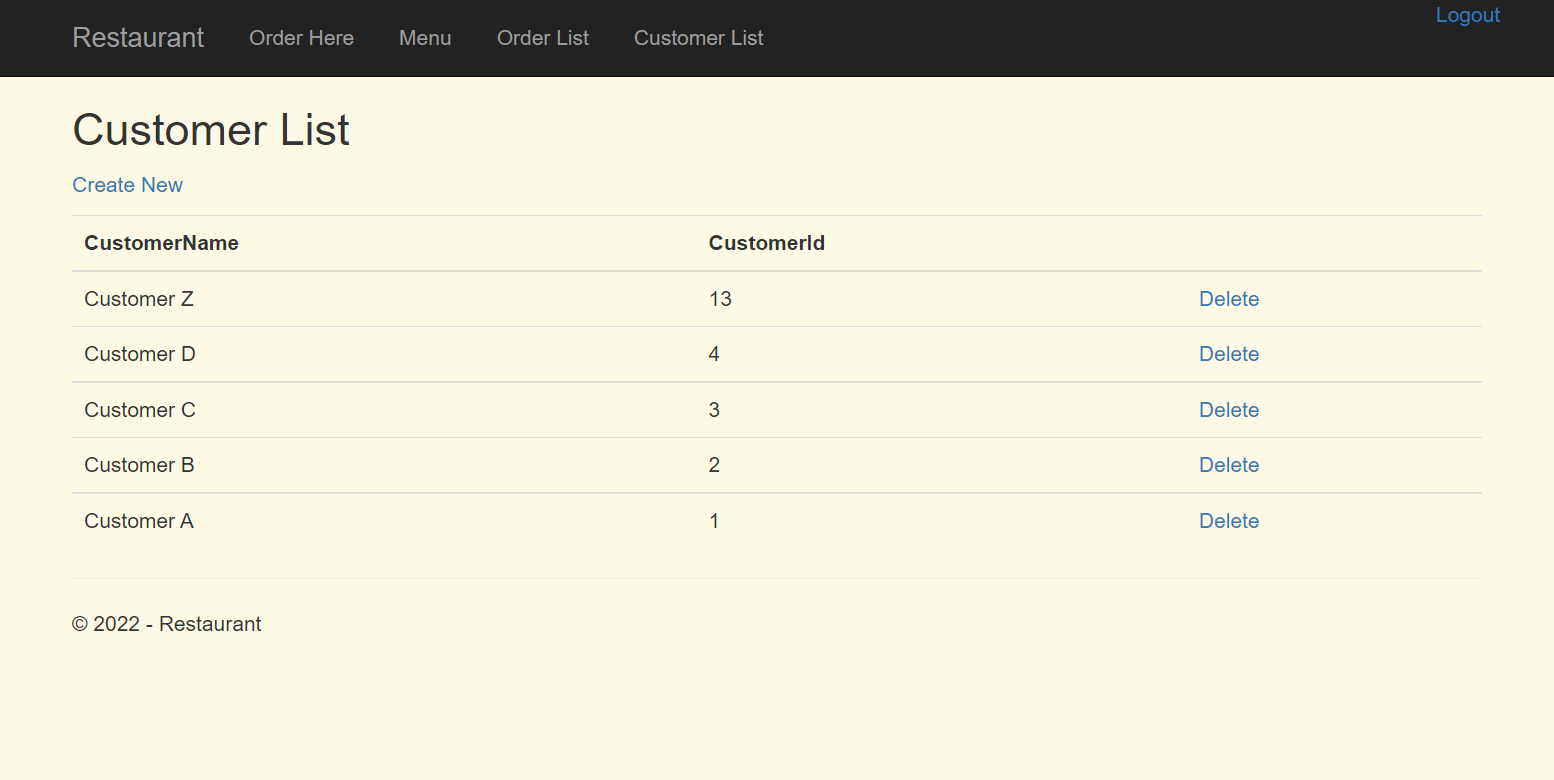 Restaurant Order Here Menu Order List Customer List Logout
Customer List
Create New
CustomerName CustomerId
Customer Z 13 Delete
Customer D 4 Delete
Customer C 3 Delete
Customer B 2 Delete
Customer A 1 Delete
© 2022 - Restaurant